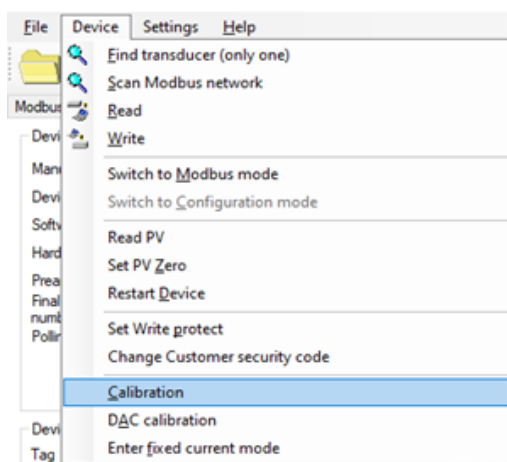 File Device Settings Help
Find transducer (only one)
Scan Modbus network
Modbus
Read
Write
Switch to Modbus mode
Switch to Configuration mode
Read PV
Set PV Zero
Restart Device
Set Write protect
Change Customer security code
Calibration
DAC calibration
Enter fixed current mode
Tag